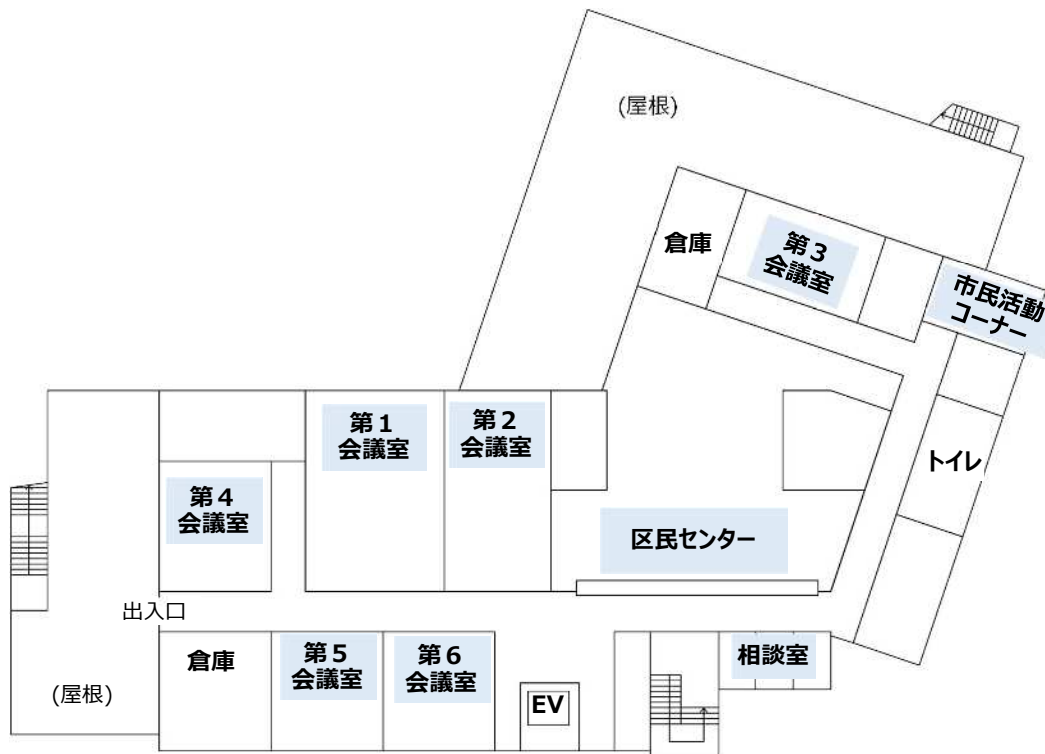 (屋根)
倉庫
第３
会議室
市民活動
コーナー
第１
会議室
第２
会議室
トイレ
第４
会議室
区民センター
出入口
倉庫
第５
会議室
第６
会議室
相談室
(屋根)
EV